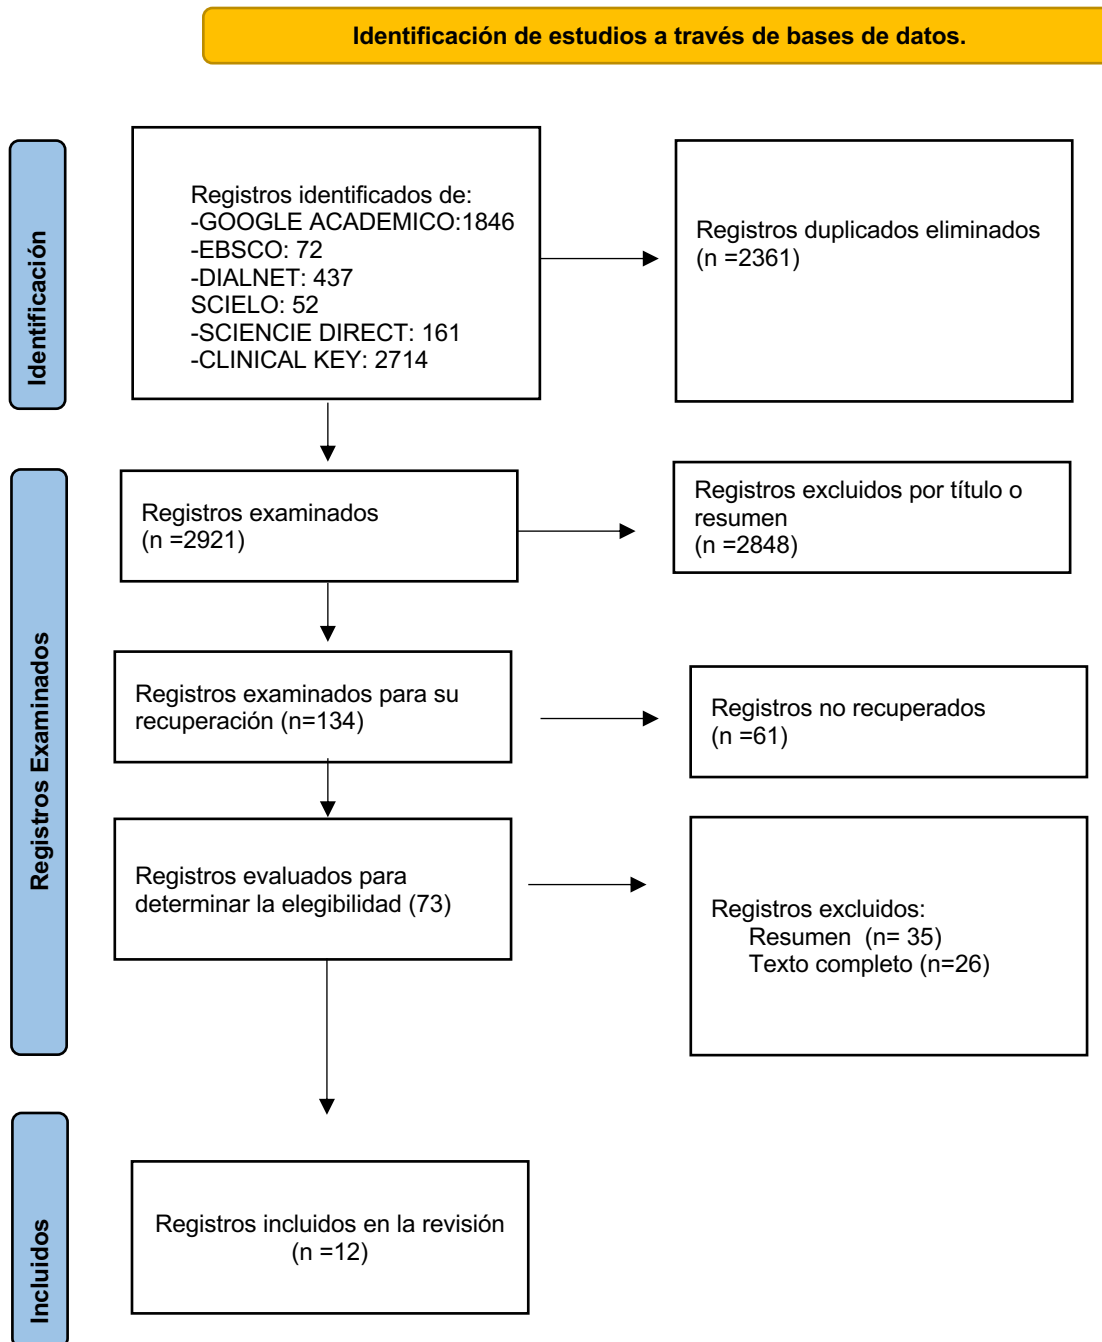 Identificación de estudios a través de bases de datos.
Identificación
Registros identificados de:
-GOOGLE ACADEMICO:1846
-EBSCO: 72
-DIALNET: 437
SCIELO: 52
-SCIENCIE DIRECT: 161
-CLINICAL KEY: 2714
Registros duplicados eliminados
(n =2361)
Registros Examinados
Registros examinados
(n =2921)
Registros excluidos por título o
resumen
(n =2848)
Registros examinados para su
recuperación (n=134)
Registros no recuperados
(n =61)
Registros evaluados para
determinar la elegibilidad (73)
Registros excluidos:
Resumen  (n= 35)
Texto completo (n=26)
Incluidos
Registros incluidos en la revisión
(n =12)